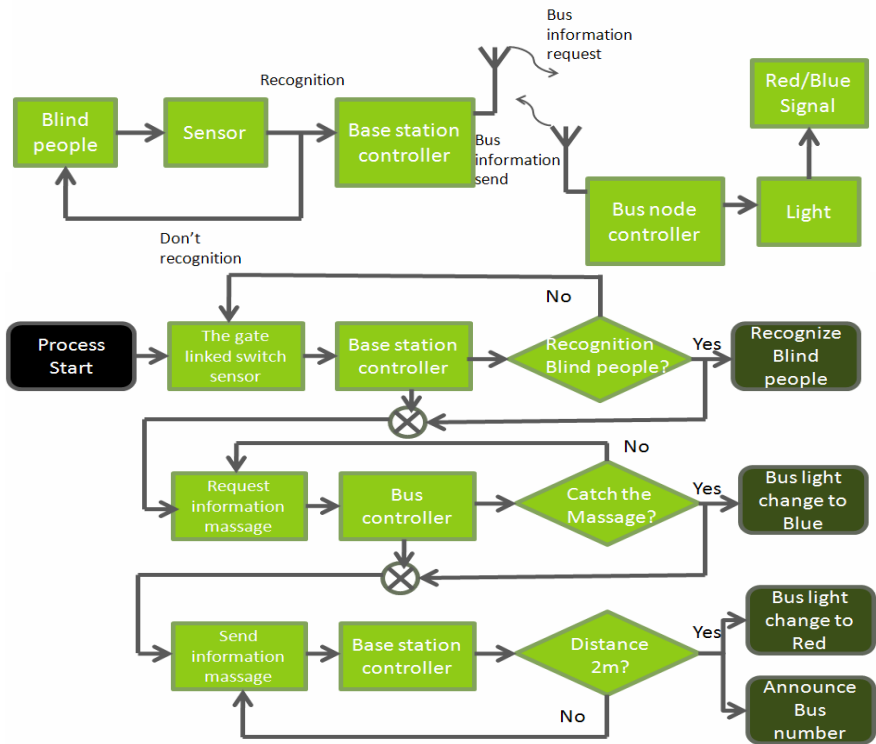 Bus
information
request
Recognition
Blind
people
Sensor
Base station
controller
Bus
information
send
Red/Blue
Signal
Bus node
controller
Light
Don't
recognition
No
Process
Start
The gate
linked switch
sensor
Base station
controller
Recognition
Blind people?
Yes
Recognize
Blind
people
No
Request
information
massage
Bus
controller
Catch the
Massage?
Yes
Bus light
change to
Blue
Send
information
massage
Base station
controller
Distance
2m?
Yes
No
Bus light
change to
Red
Announce
Bus
number